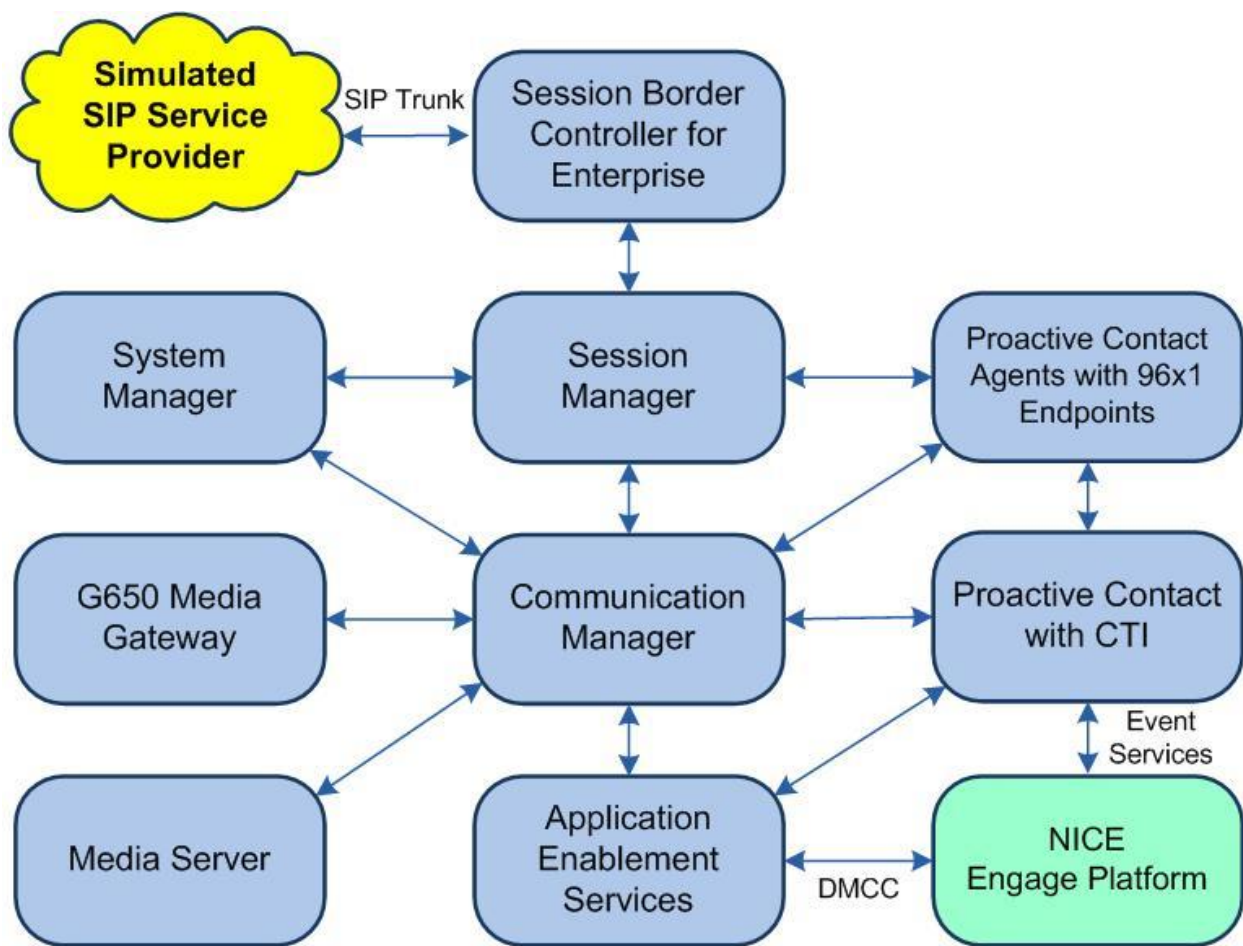 Simulated
SIP Service
Provider
SIP Trunk
Session Border
Controller for
Enterprise
System
Manager
Session
Manager
Proactive Contact
Agents with 96x1
Endpoints
G650 Media
Gateway
Communication
Manager
Proactive Contact
with CTI
Event
Services
Media Server
Application
Enablement
Services
DMCC
NICE
Engage Platform